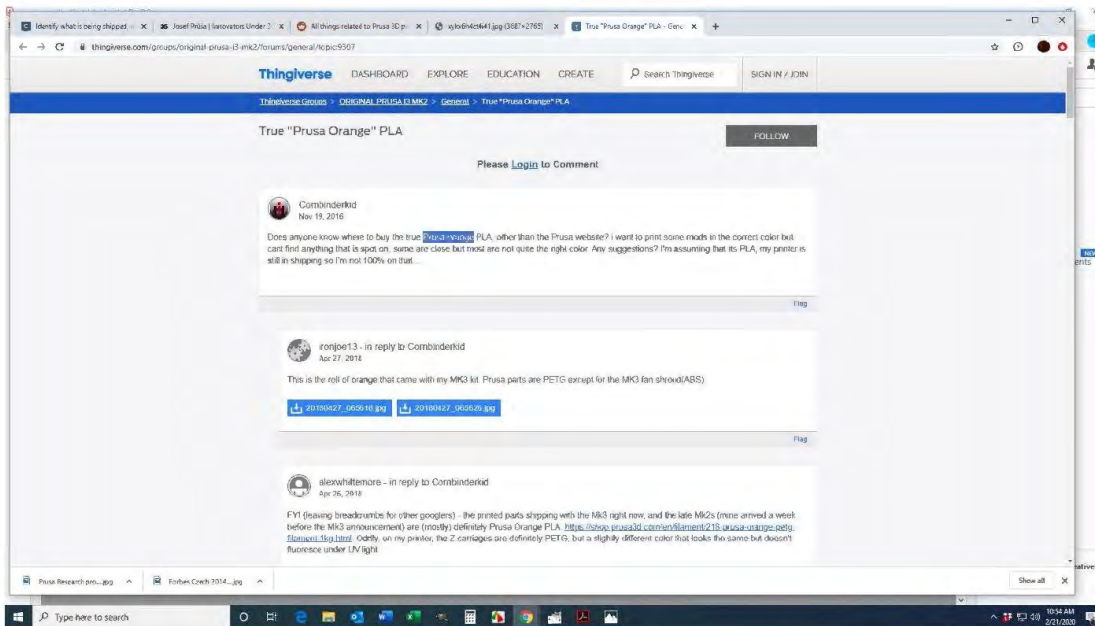 Identify what is being shipped,
Josef Průša | Innovators Under 3
All things related to Prusa 3D p
xylo6h4ct4i41.jpg (3687×2765)
True "Prusa Orange" PLA - Gene
thingiverse.com/groups/original-prusa-i3-mk2/forums/general/topic:9307
Thingiverse DASHBOARD EXPLORE EDUCATION CREATE Search Thingiverse SIGN IN / JOIN
Thingiverse Groups > ORIGINAL PRUSA I3 MK2 > General > True "Prusa Orange" PLA
True "Prusa Orange" PLA
FOLLOW
Please Login to Comment
Combinderkid
Nov 19, 2016
Does anyone know where to buy the true Prusa orange PLA, other than the Prusa website? i want to print some mods in the correct color but
cant find anything that is spot on, some are close but most are not quite the right color. Any suggestions? I'm assuming that its PLA, my printer is
still in shipping so I'm not 100% on that...
Flag
ironjoe13 - in reply to Combinderkid
Apr 27, 2018
This is the roll of orange that came with my MK3 kit. Prusa parts are PETG except for the MK3 fan shroud(ABS)
20180427_065618.jpg 20180427_065625.jpg
Flag
alexwhittemore - in reply to Combinderkid
Apr 26, 2018
FYI (leaving breadcrumbs for other googlers) - the printed parts shipping with the Mk3 right now, and the late Mk2s (mine arrived a week
before the Mk3 announcement) are (mostly) definitely Prusa Orange PLA. https://shop.prusa3d.com/en/filament/218-prusa-orange-petg-
filament-1kg.html. Oddly, on my printer, the Z carriages are definitely PETG, but a slightly different color that looks the same but doesn't
fluoresce under UV light.
NEW
ents
eative
Prusa Research pro....jpg
Forbes Czech 2014....jpg
Show all
Type here to search
10:54 AM
2/21/2020